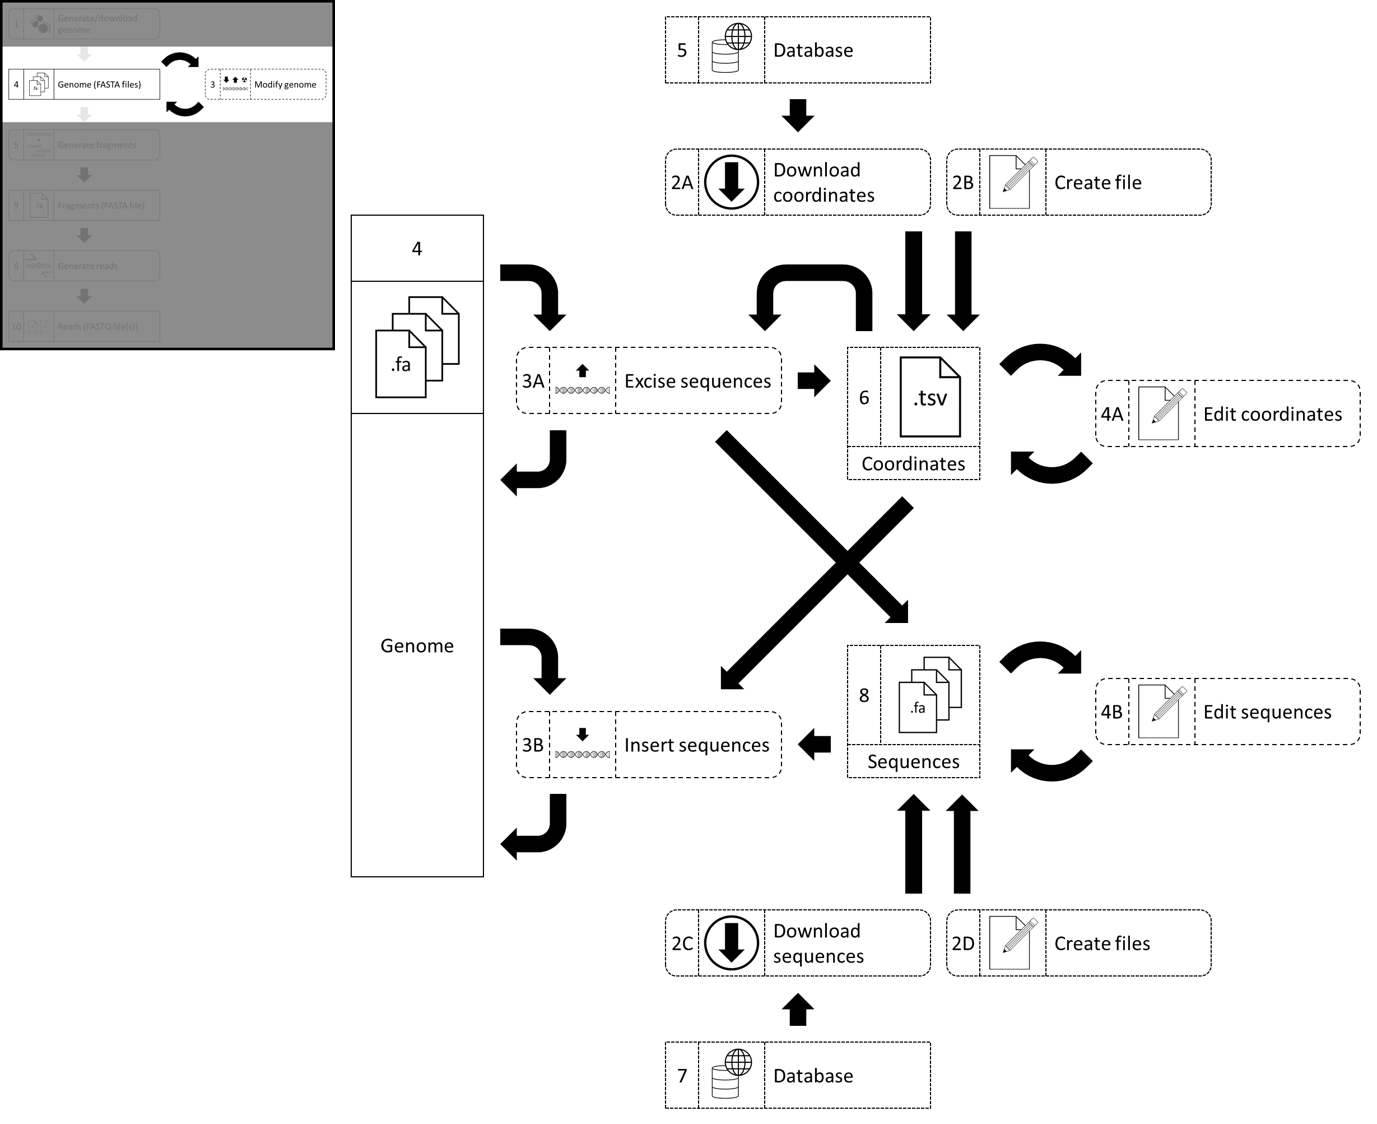 1
Generate/download
genome
4
.fa
Genome (FASTA files)
3
Modify genome
5
Generate fragments
9
Fragments (FASTA file)
6
Generate reads
10
Reads (FASTQ file(s))
5
Database
2A
Download
coordinates
2B
Create file
4
.fa
Genome
3A
Excise sequences
6
.tsv
Coordinates
4A
Edit coordinates
3B
Insert sequences
8
.fa
Sequences
4B
Edit sequences
2C
Download
sequences
2D
Create files
7
Database